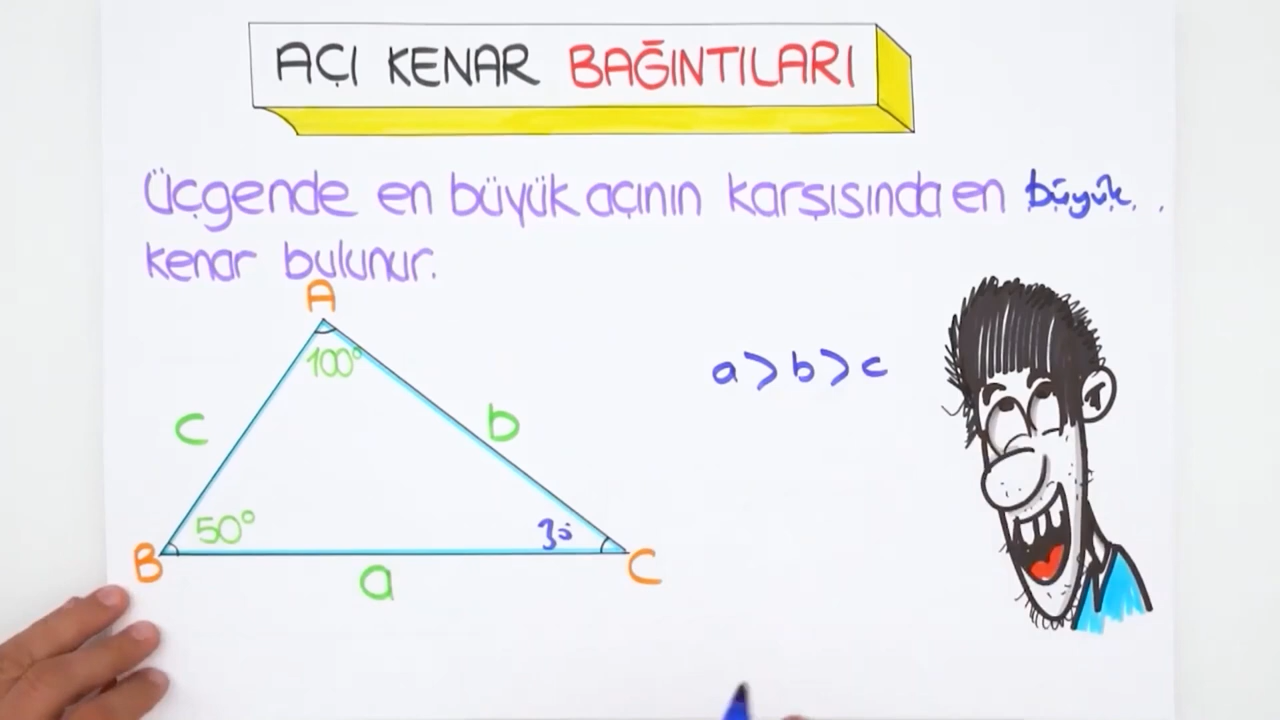 AÇI KENAR BAĞINTILARI
Üçgende en büyük açının karşısında en büyük . .
kenar bulunur.
A
100°
a > b > c
c
b
50°
30
B
a
C